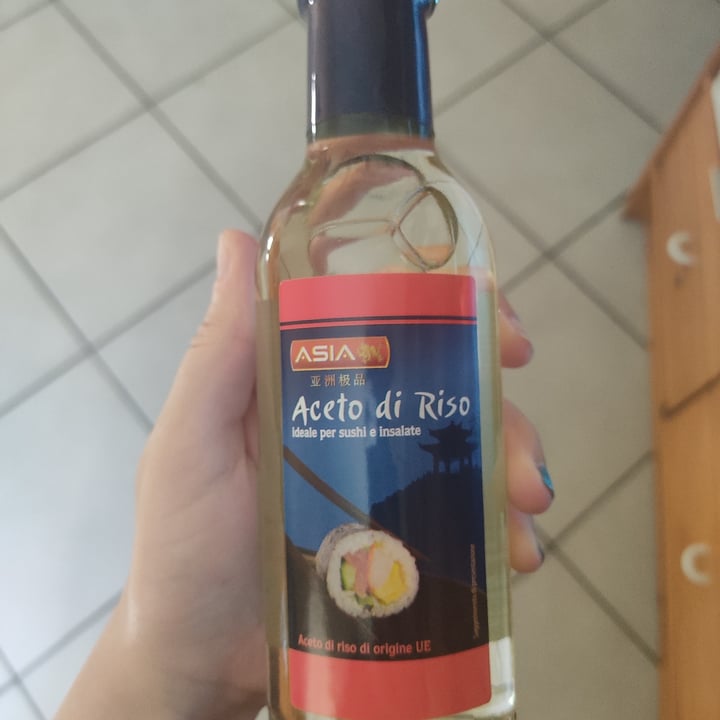 ASIA
亚洲极品
Aceto di Riso
Ideale per sushi e insalate
Aceto di riso di origine UE